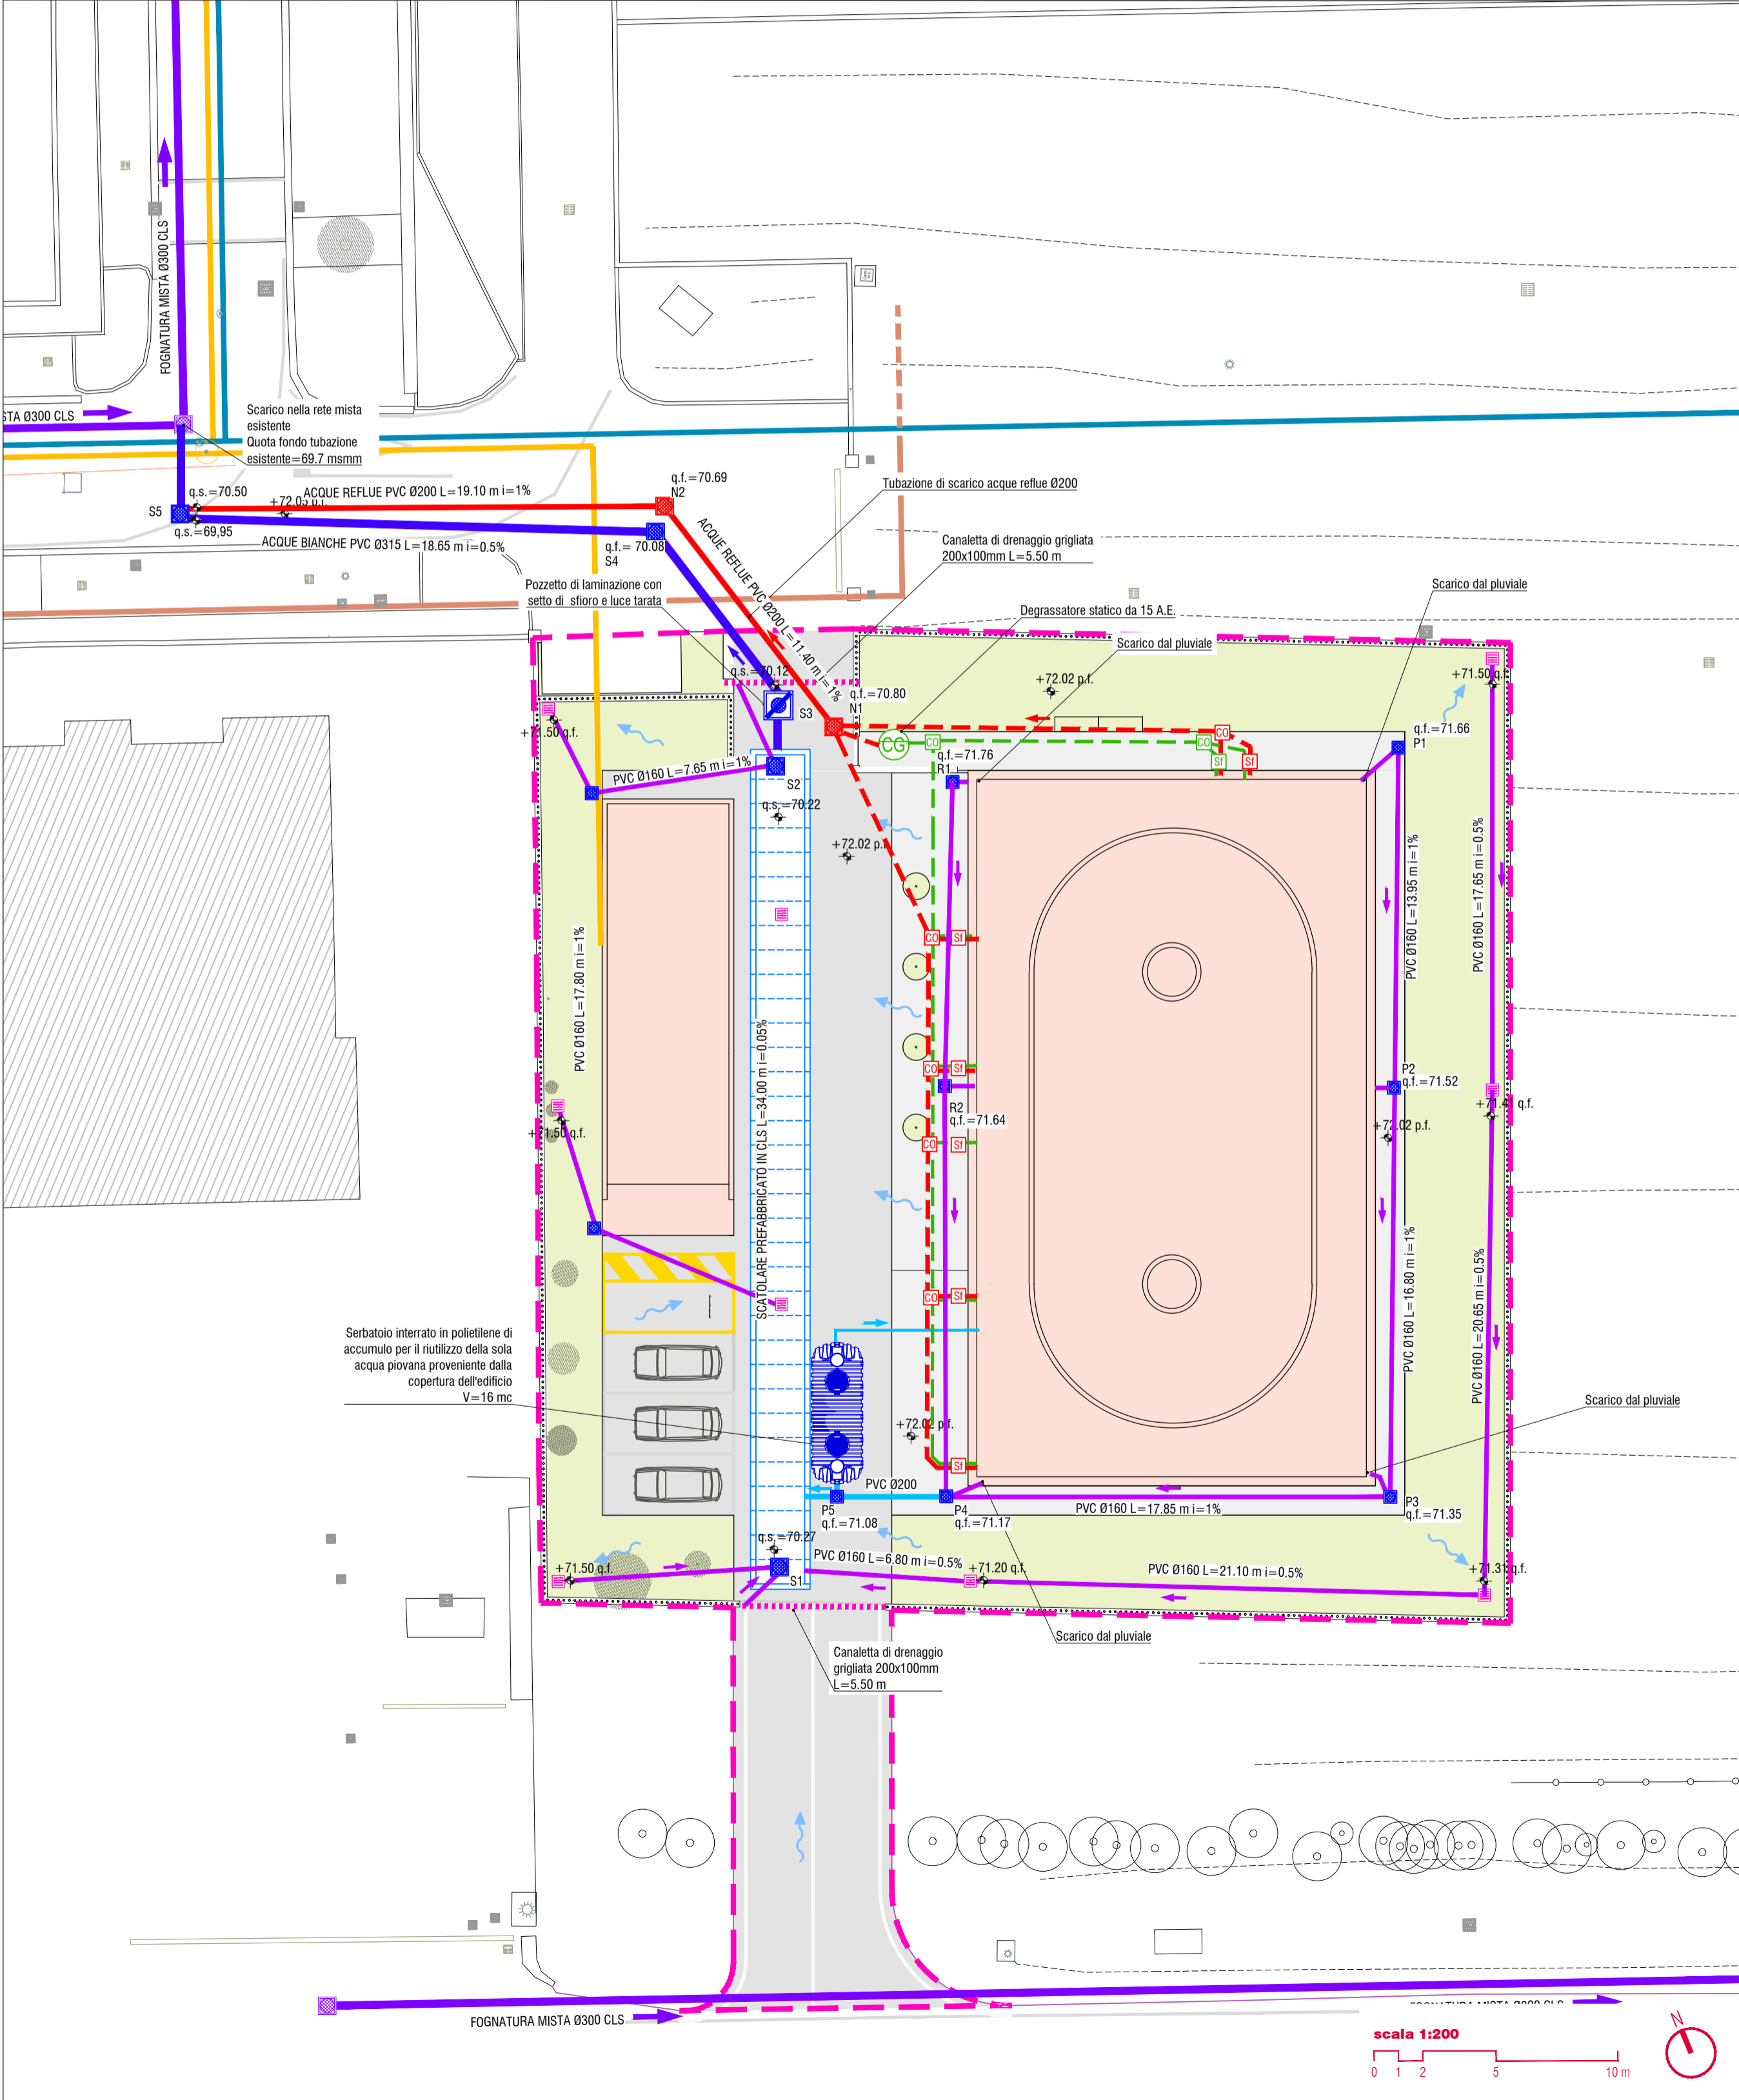 FOGNATURA MISTA Ø300 CLS
STA Ø300 CLS
Scarico nella rete mista
esistente
Quota fondo tubazione
esistente=69.7 msmm
q.s.=70.50
ACQUE REFLUE PVC Ø200 L=19.10 m i=1%
+72.05 p.f.
S5
q.s.=69,95
ACQUE BIANCHE PVC Ø315 L=18.65 m i=0.5%
q.f.=70.69
N2
q.f.= 70.08
S4
ACQUE REFLUE PVC Ø200 L=11.40 m i=1%
Tubazione di scarico acque reflue Ø200
Canaletta di drenaggio grigliata
200x100mm L=5.50 m
Pozzetto di laminazione con
setto di sfioro e luce tarata
Degrassatore statico da 15 A.E.
Scarico dal pluviale
Scarico dal pluviale
q.s.=70.12
S3
q.f.=70.80
N1
+72.02 p.f.
+71.50 q.f.
+71.50 q.f.
q.f.=71.66
P1
CG
CO
CO
CO
Sf
Sf
q.f.=71.76
R1
PVC Ø160 L=7.65 m i=1%
S2
q.s.=70.22
+72.02 p.f.
PVC Ø160 L=13.95 m i=1%
PVC Ø160 L=17.65 m i=0.5%
PVC Ø160 L=17.80 m i=1%
CO
Sf
CO
Sf
SCATOLARE PREFABBRICATO IN CLS L=34.00 m i=0.05%
P2
q.f.=71.52
+71.41 q.f.
R2
q.f.=71.64
+71.50 q.f.
+72.02 p.f.
CO
Sf
PVC Ø160 L=16.80 m i=1%
PVC Ø160 L=20.65 m i=0.5%
CO
Sf
Serbatoio interrato in polietilene di
accumulo per il riutilizzo della sola
acqua piovana proveniente dalla
copertura dell'edificio
V=16 mc
Scarico dal pluviale
+72.02 p.f.
Sf
PVC Ø200
P5
q.f.=71.08
P4
q.f.=71.17
PVC Ø160 L=17.85 m i=1%
P3
q.f.=71.35
q.s.=70.27
PVC Ø160 L=6.80 m i=0.5%
+71.50 q.f.
S1
+71.20 q.f.
PVC Ø160 L=21.10 m i=0.5%
+71.31 q.f.
Scarico dal pluviale
Canaletta di drenaggio
grigliata 200x100mm
L=5.50 m
FOGNATURA MISTA Ø300 CLS
scala 1:200
0 1 2 5 10 m
N